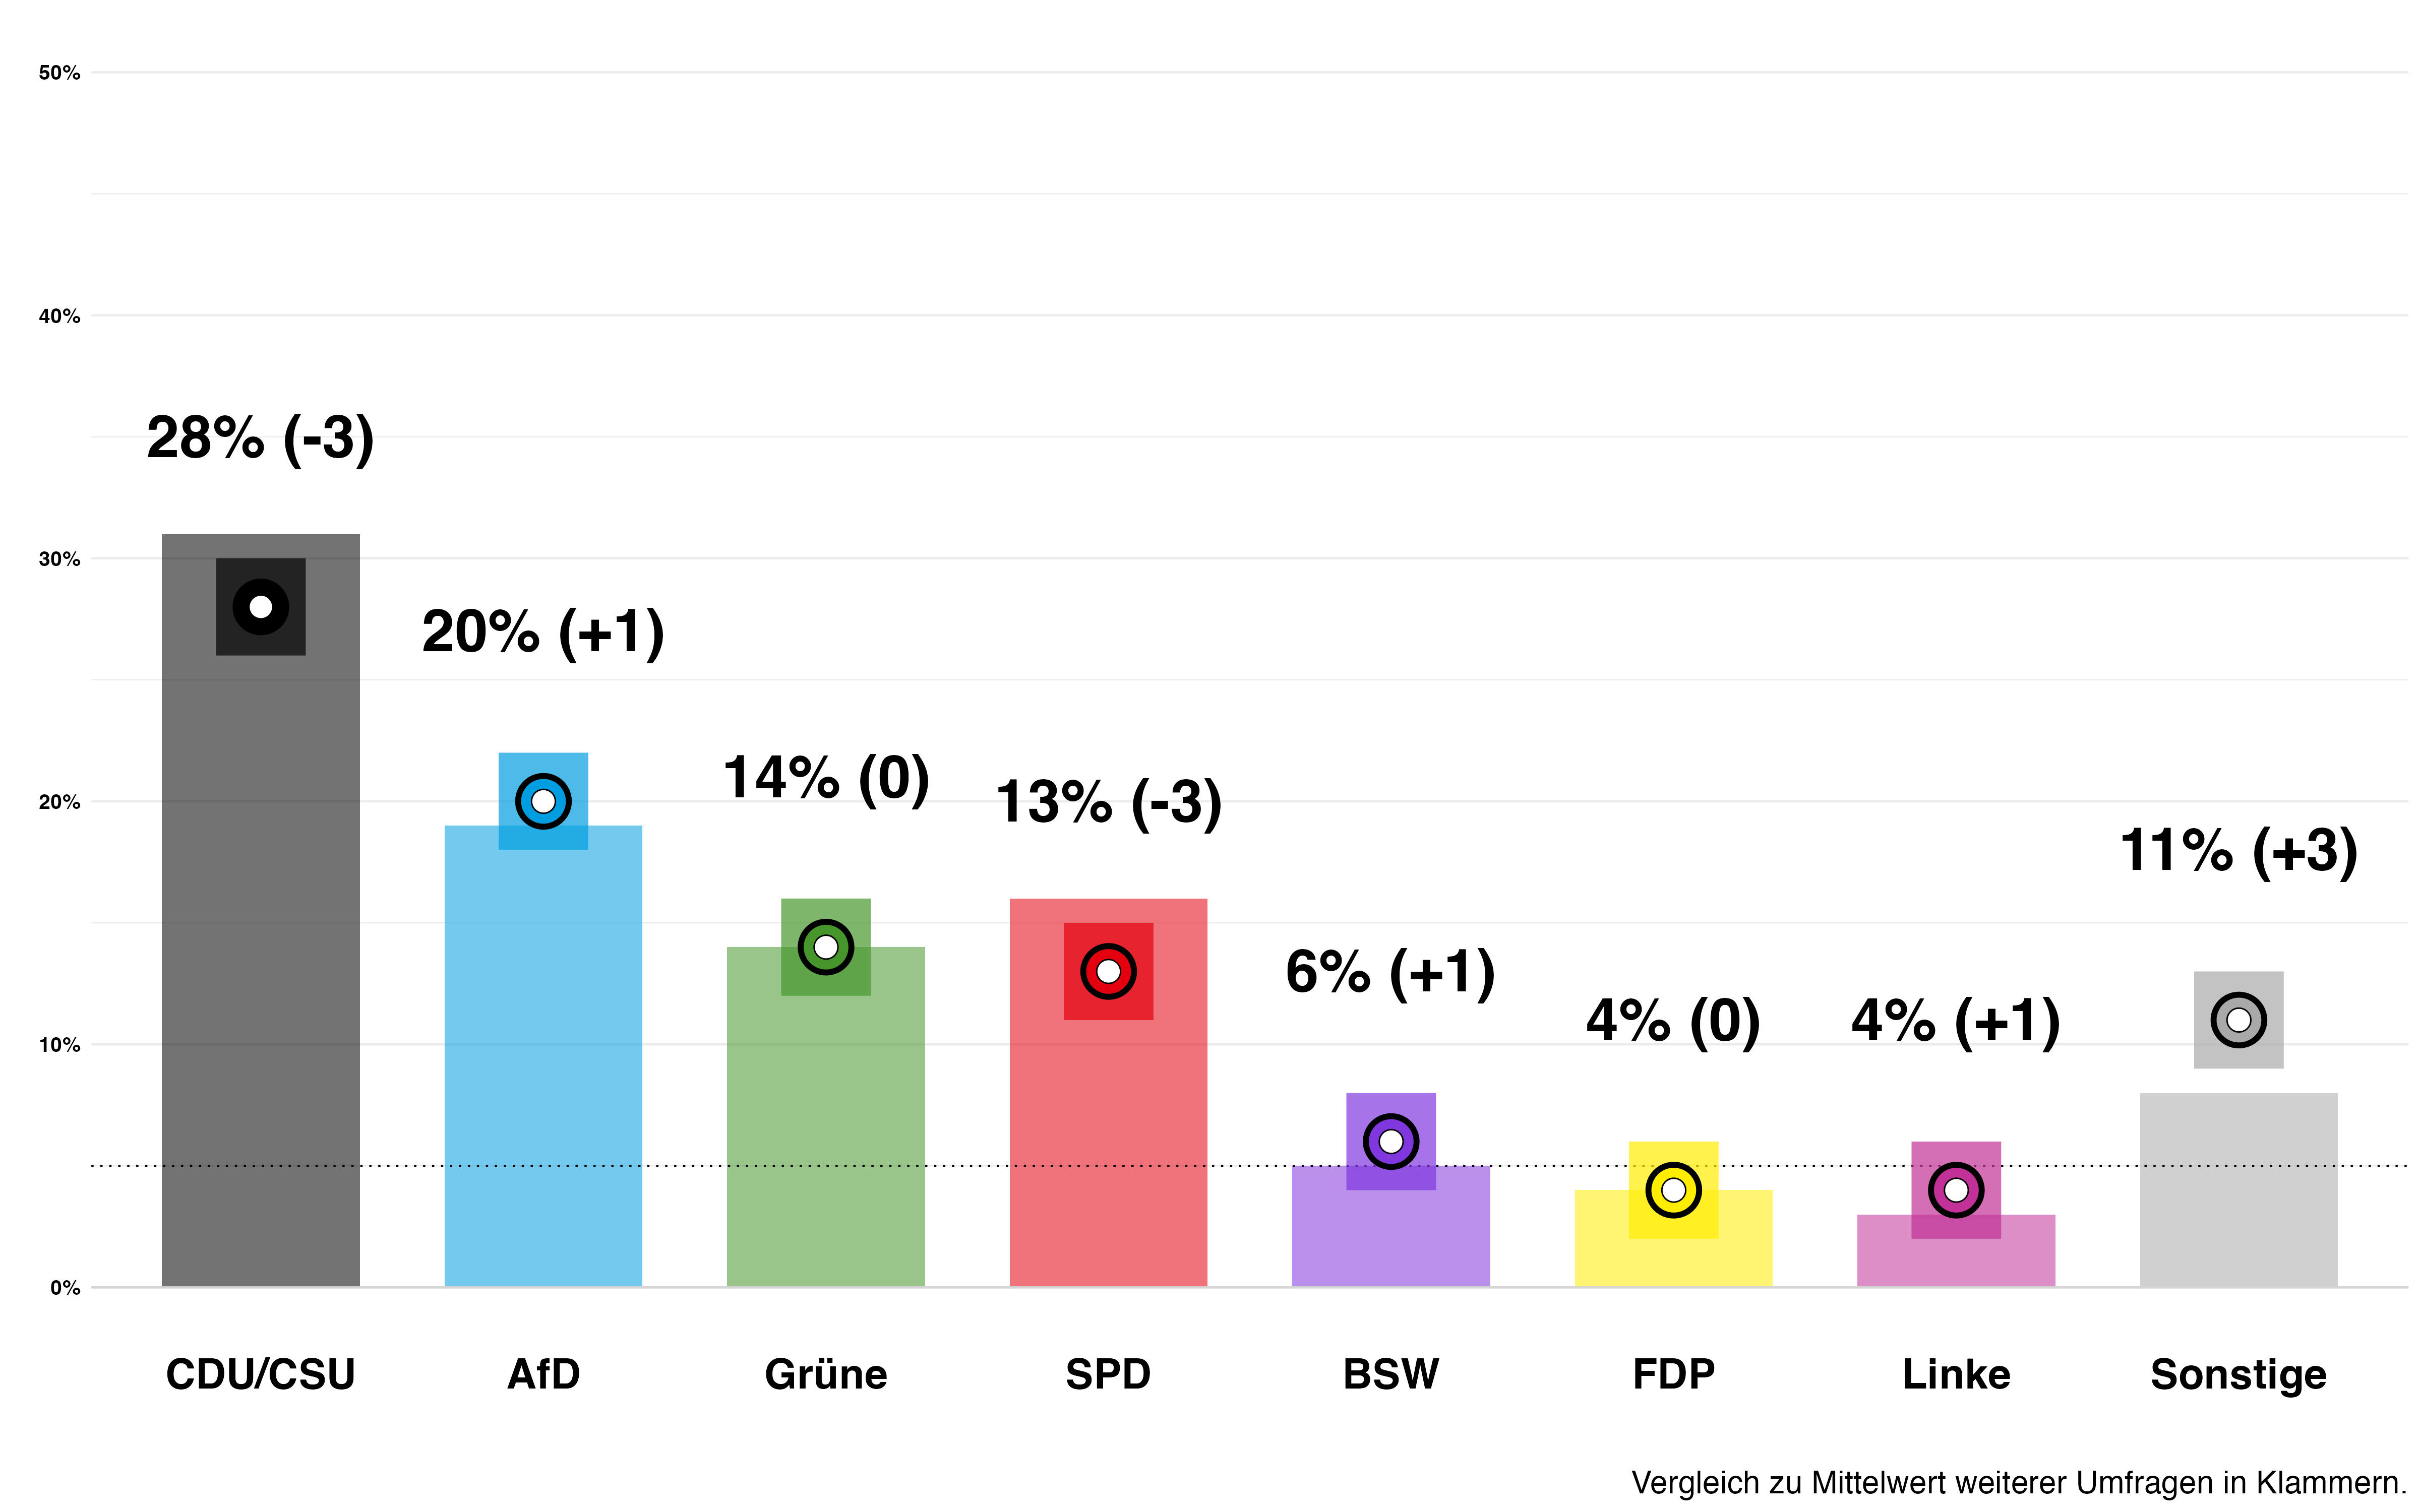 50%
40%
30%
20%
10%
0%
28% (-3)
20% (+1)
14% (0)
13% (-3)
6% (+1)
4% (0)
4% (+1)
11% (+3)
CDU/CSU
AfD
Grüne
SPD
BSW
FDP
Linke
Sonstige
Vergleich zu Mittelwert weiterer Umfragen in Klammern.